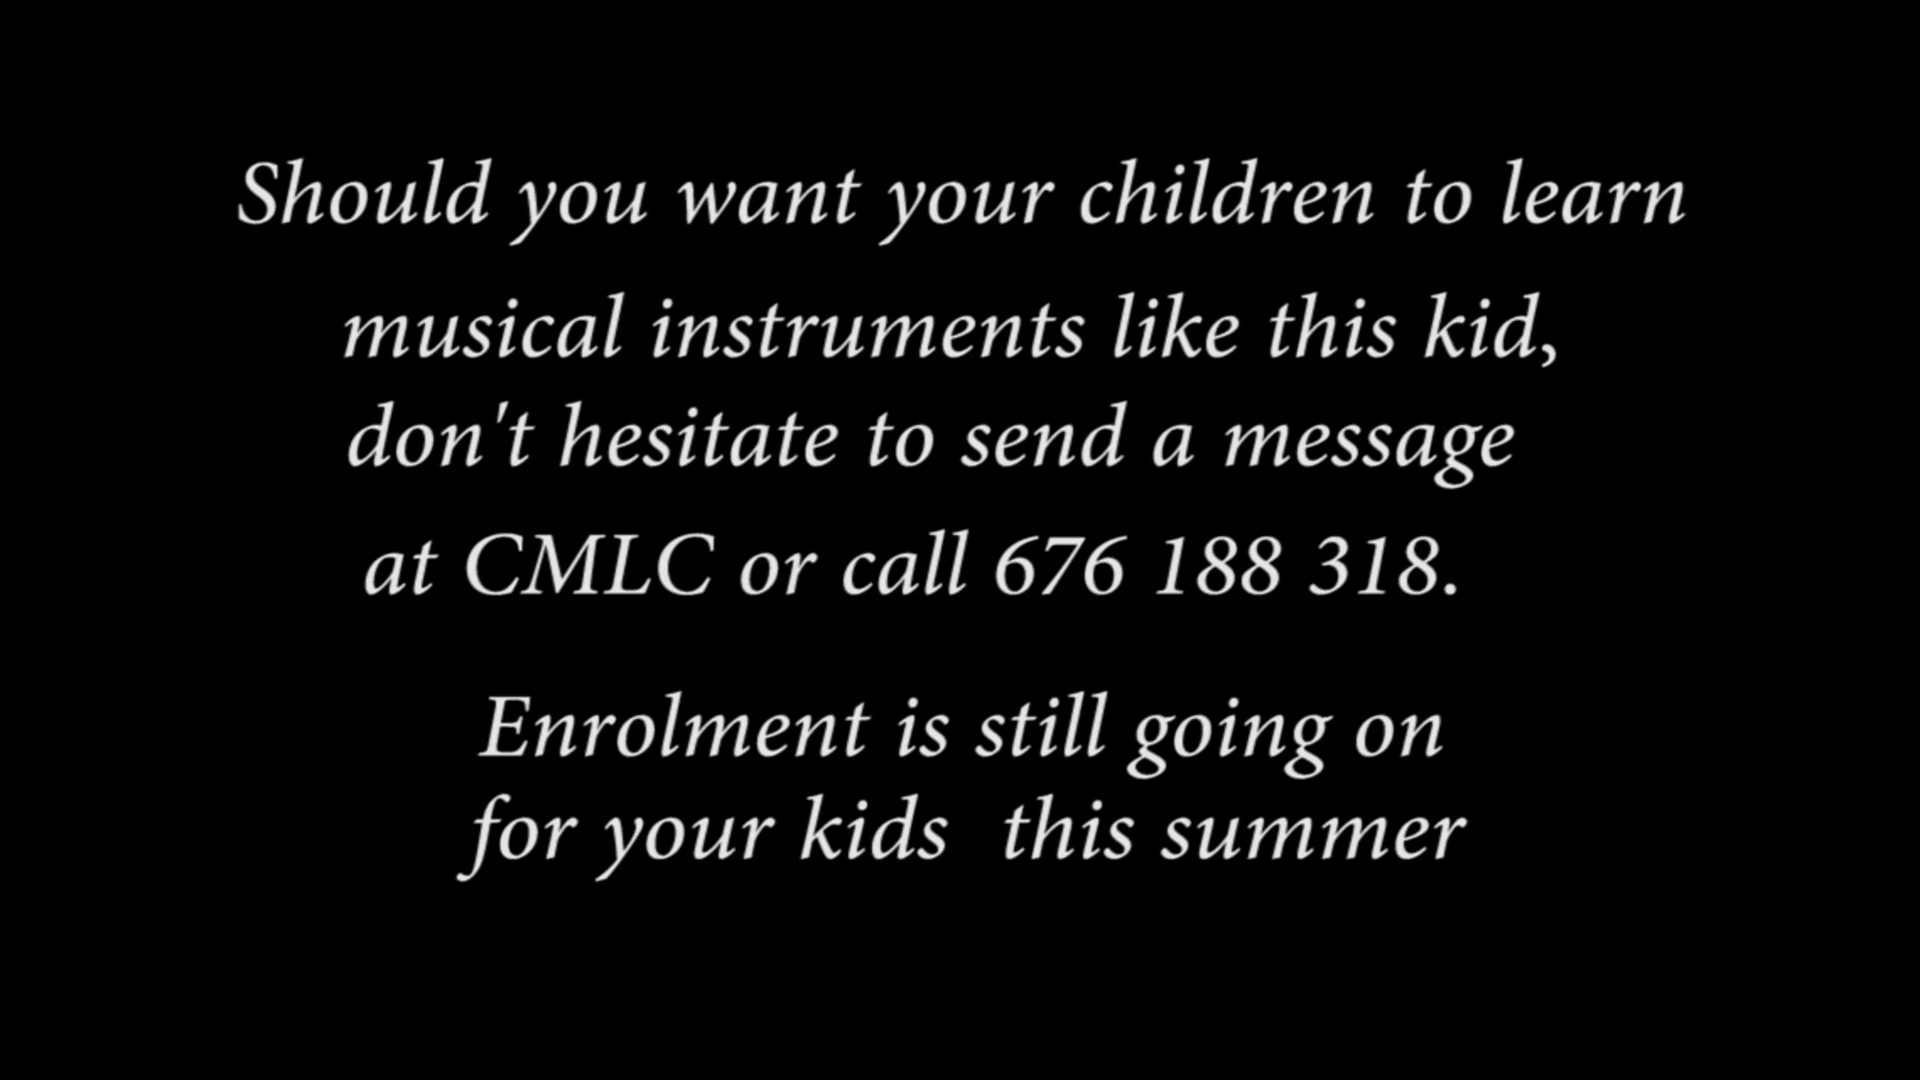 Should you want your children to learn
musical instruments like this kid,
don't hesitate to send a message
at CMLC or call 676 188 318.
Enrolment is still going on
for your kids  this summer